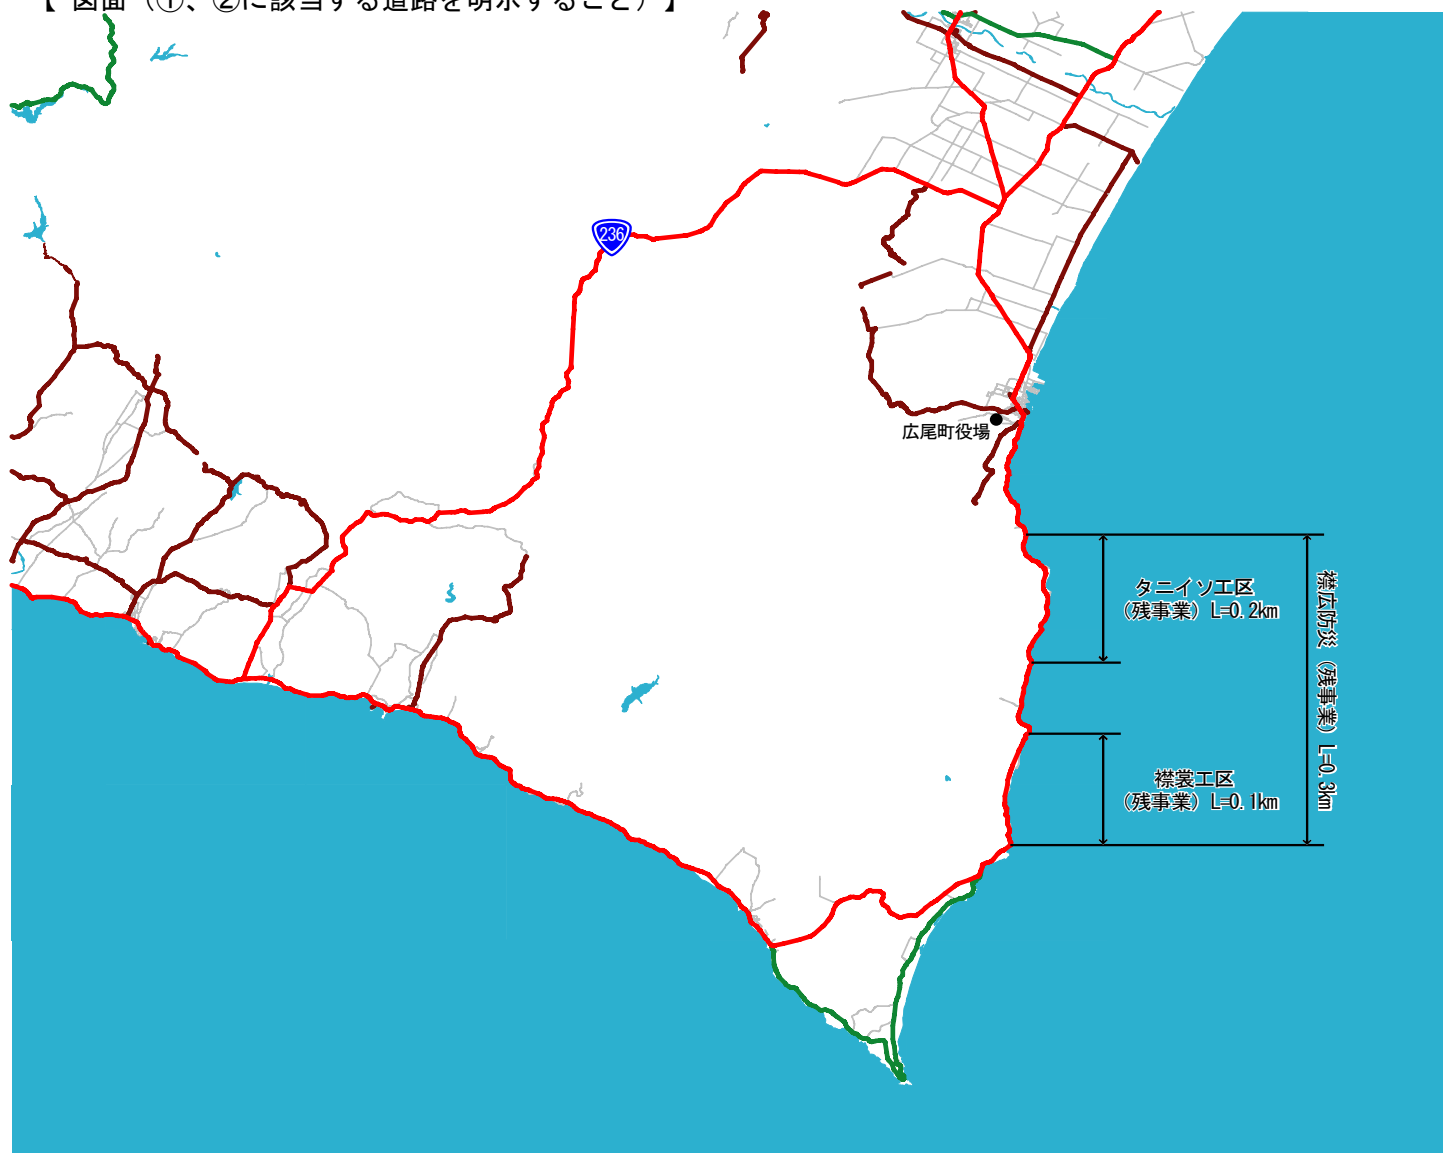 【 図面（①、②に該当する道路を明示すること）】
236
広尾町役場
タニイソ工区
（残事業）L=0.2km
襟広防災（残事業）L=0.3km
襟裳工区
（残事業）L=0.1km